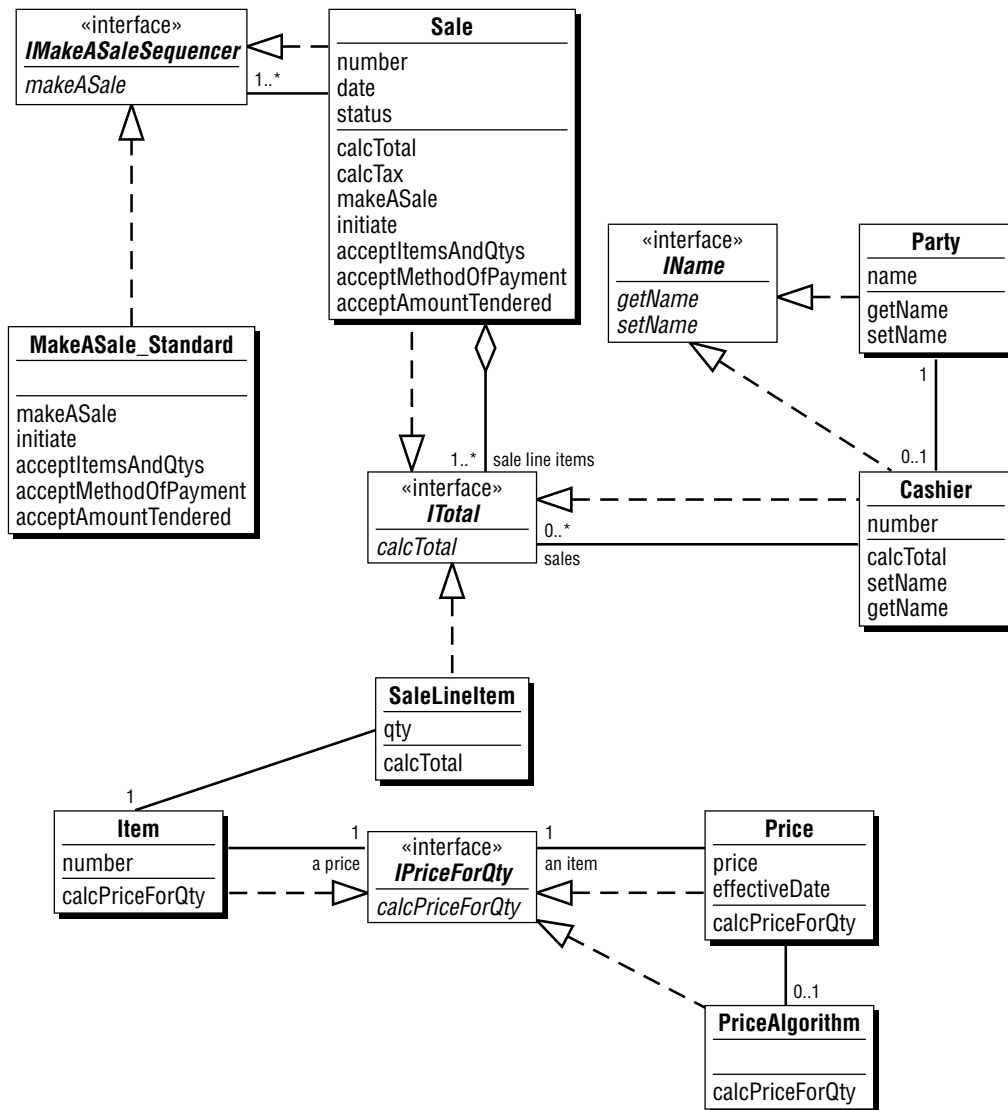 «interface»
IMakeASaleSequencer
makeASale
1..*
Sale
number
date
status
calcTotal
calcTax
makeASale
initiate
acceptItemsAndQtys
acceptMethodOfPayment
acceptAmountTendered
«interface»
IName
getName
setName
Party
name
getName
setName
MakeASale_Standard
makeASale
initiate
acceptItemsAndQtys
acceptMethodOfPayment
acceptAmountTendered
1
0..1
1..* sale line items
«interface»
ITotal
calcTotal
0..*
sales
Cashier
number
calcTotal
setName
getName
SaleLineItem
qty
calcTotal
1
Item
number
calcPriceForQty
1
a price
«interface»
IPriceForQty
calcPriceForQty
1
an item
Price
price
effectiveDate
calcPriceForQty
0..1
PriceAlgorithm
calcPriceForQty